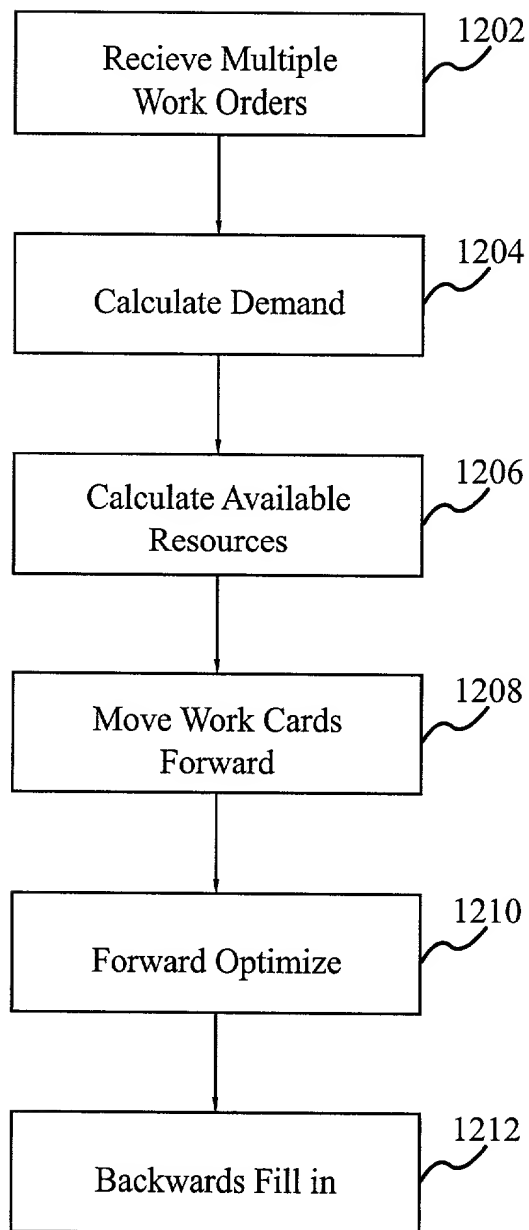 1202
Recieve Multiple
Work Orders
1204
Calculate Demand
1206
Calculate Available
Resources
1208
Move Work Cards
Forward
1210
Forward Optimize
1212
Backwards Fill in